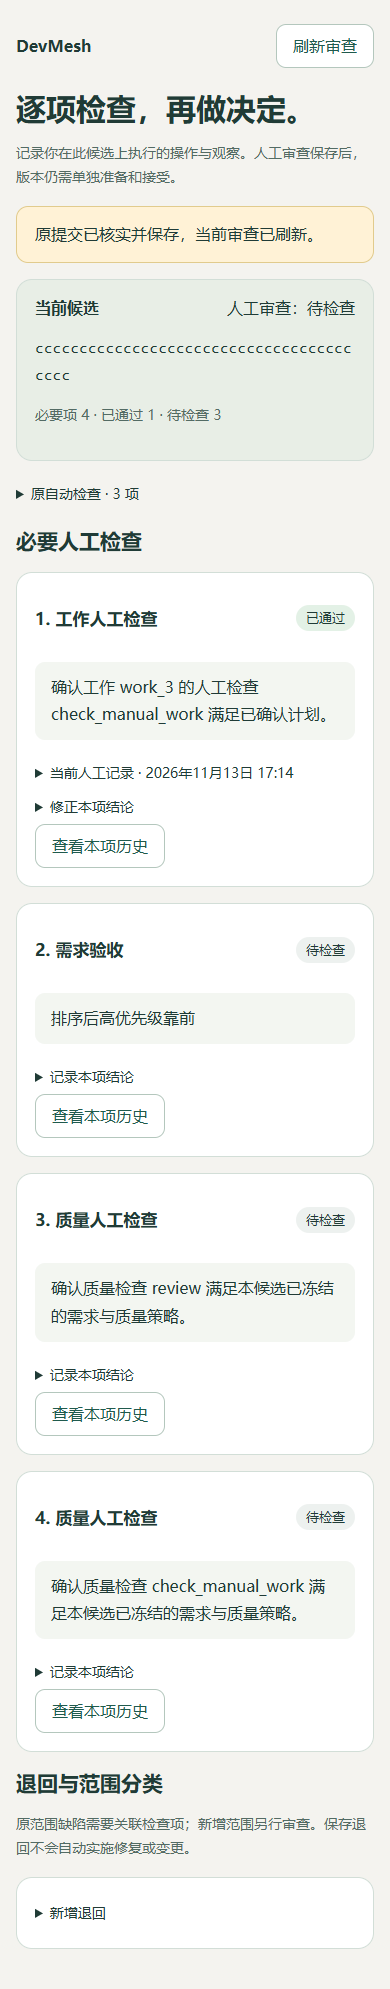 DevMesh
刷新审查
逐项检查，再做决定。
记录你在此候选上执行的操作与观察。人工审查保存后，
版本仍需单独准备和接受。
原提交已核实并保存，当前审查已刷新。
当前候选
人工审查：待检查
cccccccccccccccccccccccccccccccccccc
cccc
必要项 4 · 已通过 1 · 待检查 3
▶ 原自动检查 · 3 项
必要人工检查
1. 工作人工检查
已通过
确认工作 work_3 的人工检查
check_manual_work 满足已确认计划。
▶ 当前人工记录 · 2026年11月13日 17:14
▶ 修正本项结论
查看本项历史
2. 需求验收
待检查
排序后高优先级靠前
▶ 记录本项结论
查看本项历史
3. 质量人工检查
待检查
确认质量检查 review 满足本候选已冻结
的需求与质量策略。
▶ 记录本项结论
查看本项历史
4. 质量人工检查
待检查
确认质量检查 check_manual_work 满
足本候选已冻结的需求与质量策略。
▶ 记录本项结论
查看本项历史
退回与范围分类
原范围缺陷需要关联检查项；新增范围另行审查。保存退
回不会自动实施修复或变更。
▶ 新增退回